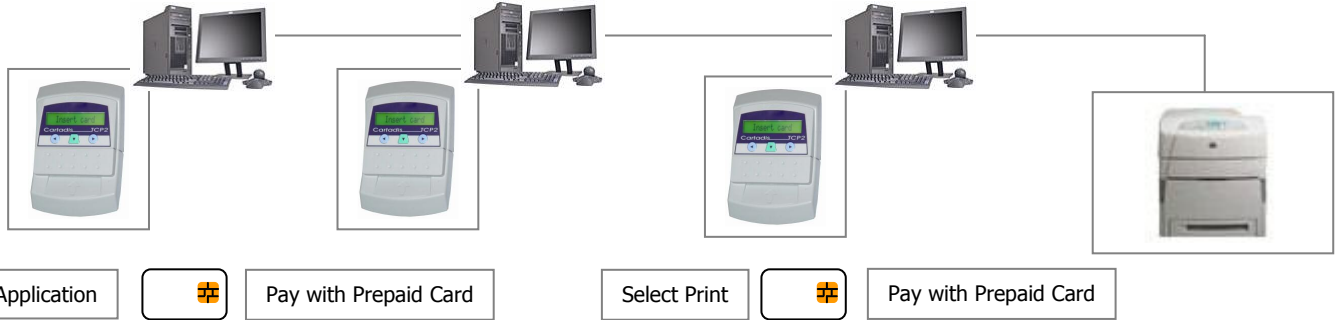 Insert card
Cartadis TCP2
Insert card
Cartadis TCP2
Insert card
Cartadis TCP2
Application
Pay with Prepaid Card
Select Print
Pay with Prepaid Card